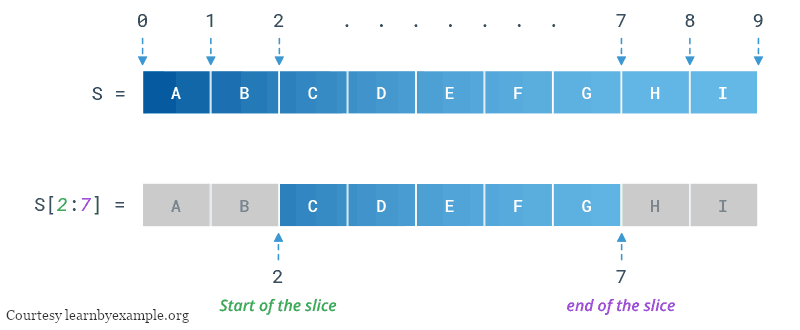 0 1 2 . . . . . . . 7 8 9
S = A B C D E F G H I
S[2:7] = A B C D E F G H I
2 7
Start of the slice end of the slice
Courtesy learnbyexample.org